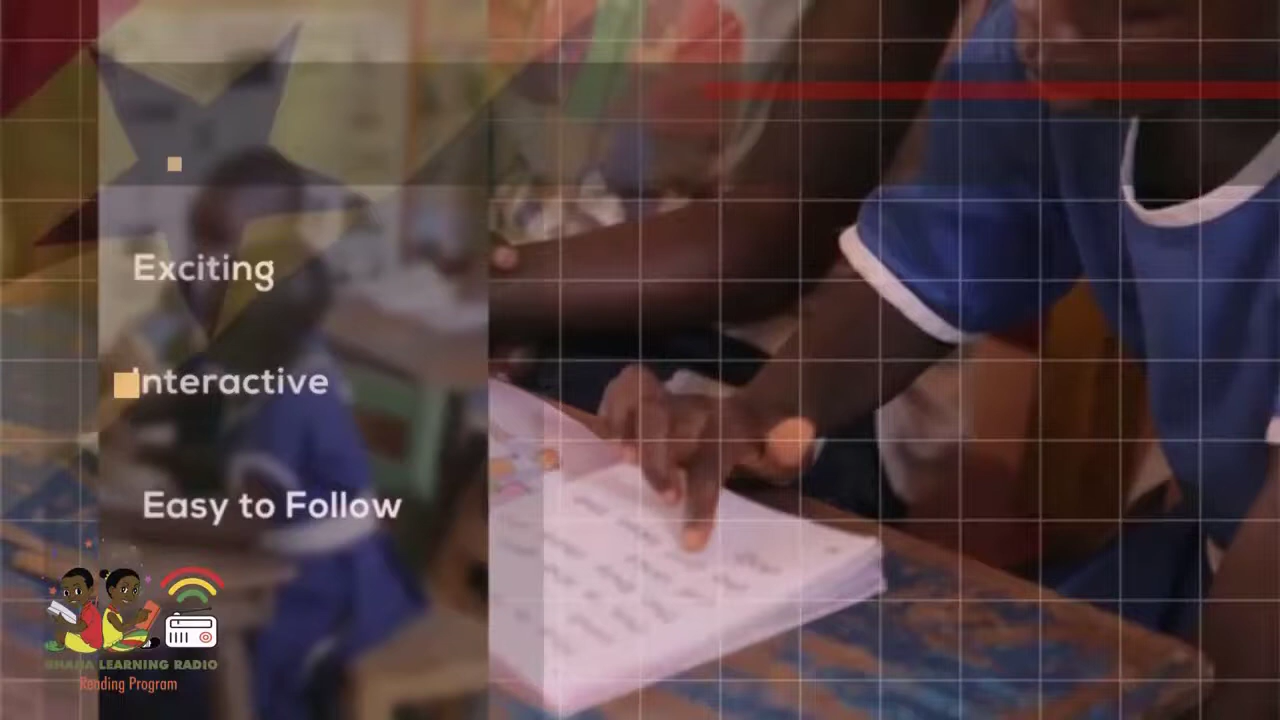 Exciting
Interactive
Easy to Follow
GHANA LEARNING RADIO
Reading Program